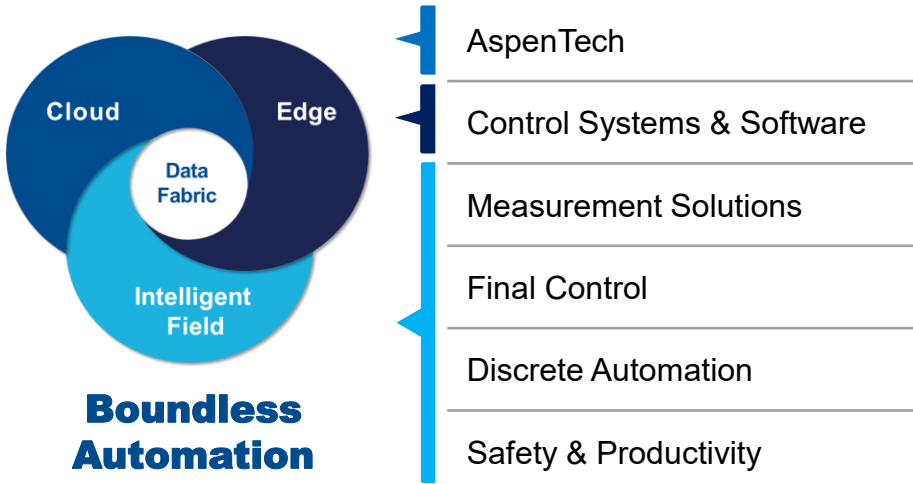 Cloud
Edge
Data
Fabric
Intelligent
Field
Boundless
Automation
AspenTech
Control Systems & Software
Measurement Solutions
Final Control
Discrete Automation
Safety & Productivity